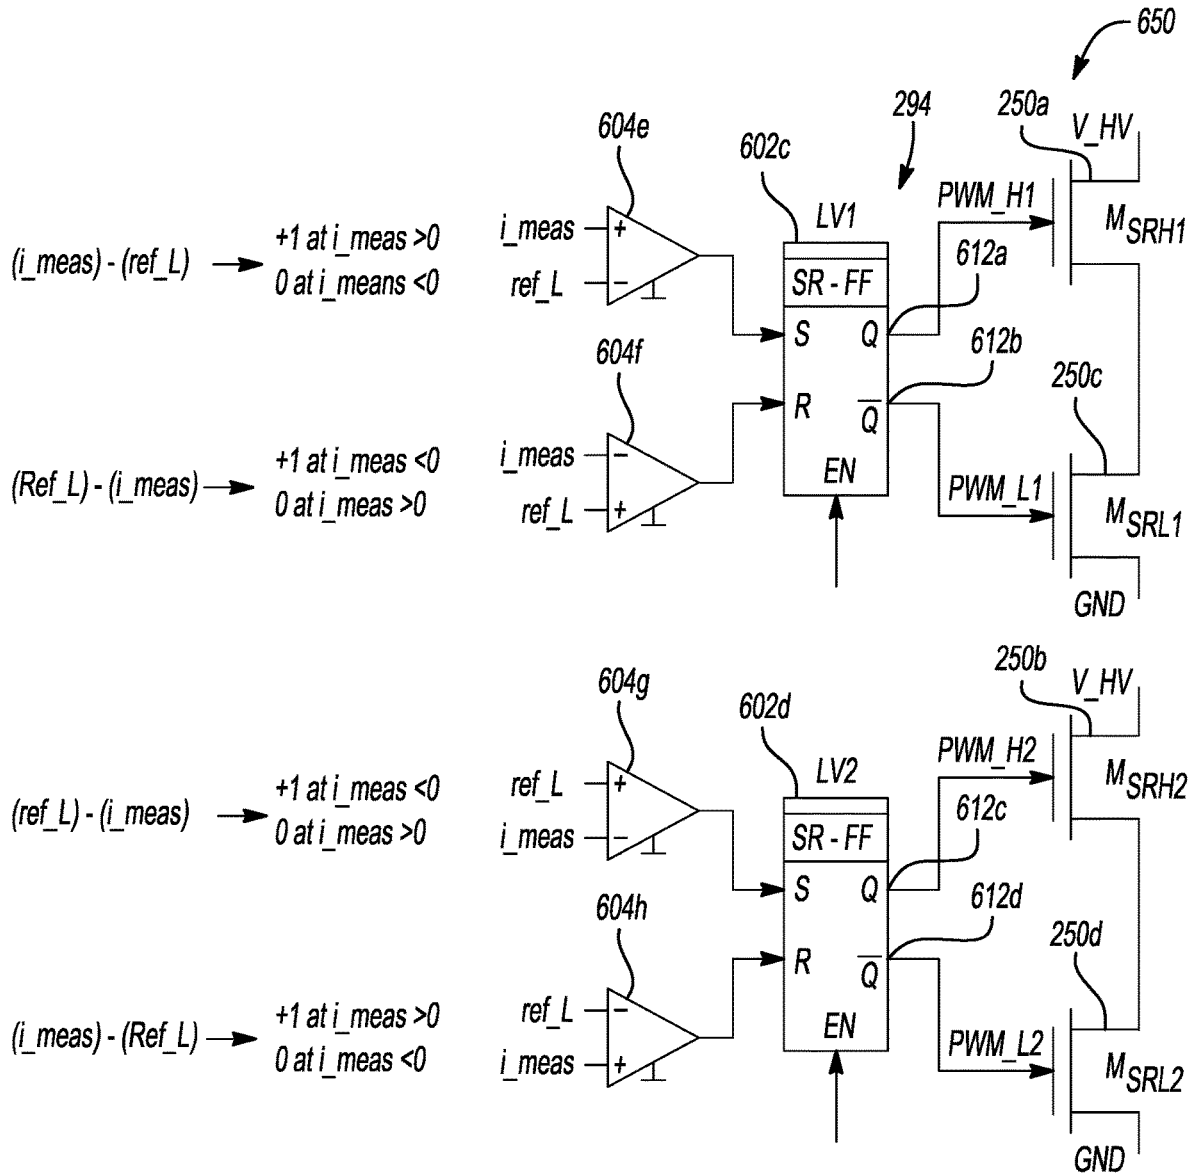 650
294
250a
V_HV
604e
602c
LV1
PWM_H1
M SRH1
(i_meas) - (ref_L)
+1 at i_meas >0
0 at i_means <0
i_meas
+
ref_L
-
SR - FF
612a
S
Q
604f
612b
250c
R
Q̅
(Ref_L) - (i_meas)
+1 at i_meas <0
0 at i_meas >0
i_meas
-
ref_L
+
EN
PWM_L1
M SRL1
GND
250b
V_HV
604g
602d
LV2
PWM_H2
M SRH2
(ref_L) - (i_meas)
+1 at i_meas <0
0 at i_meas >0
ref_L
+
i_meas
-
SR - FF
612c
S
Q
604h
612d
250d
R
Q̅
(i_meas) - (Ref_L)
+1 at i_meas >0
0 at i_meas <0
ref_L
-
i_meas
+
EN
PWM_L2
M SRL2
GND